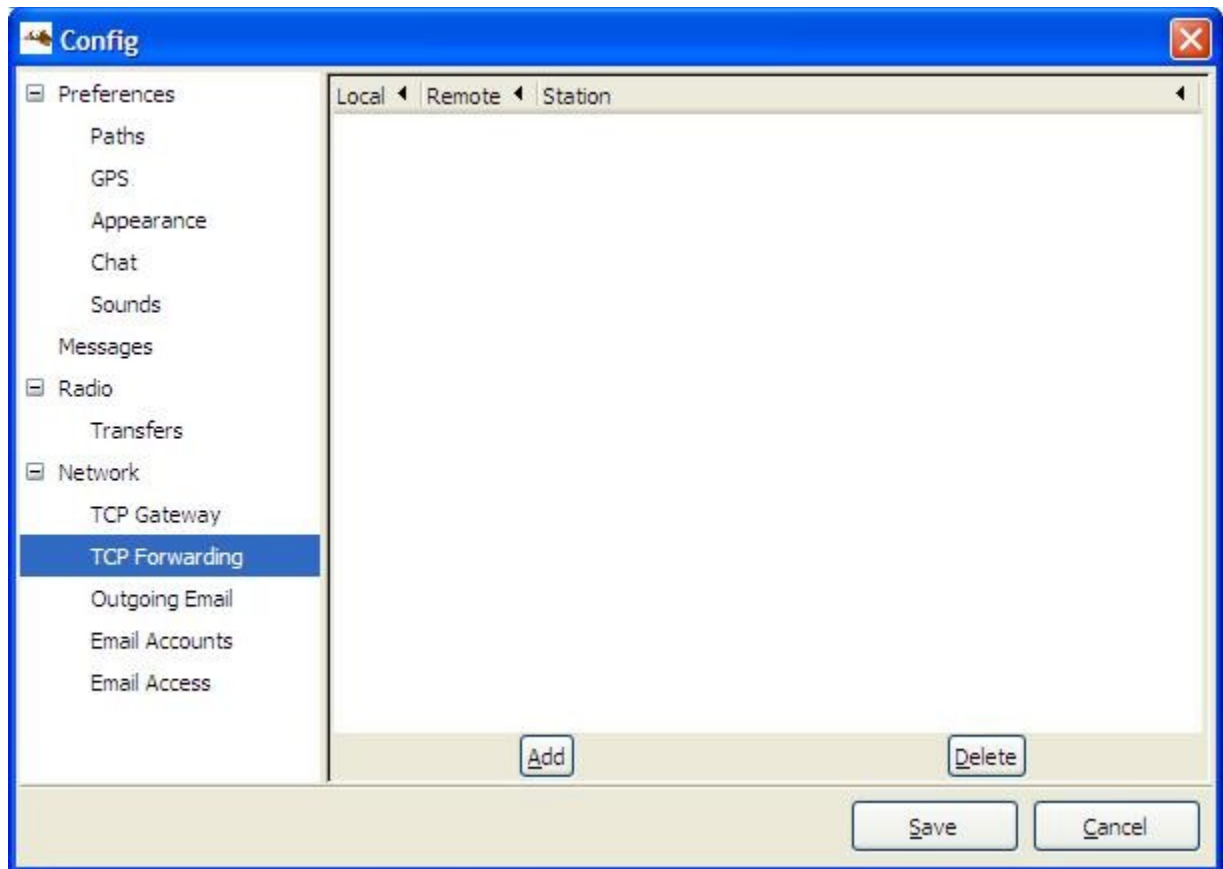 Config
Preferences
Paths
GPS
Appearance
Chat
Sounds
Messages
Radio
Transfers
Network
TCP Gateway
TCP Forwarding
Outgoing Email
Email Accounts
Email Access
Local Remote Station
Add Delete
Save Cancel